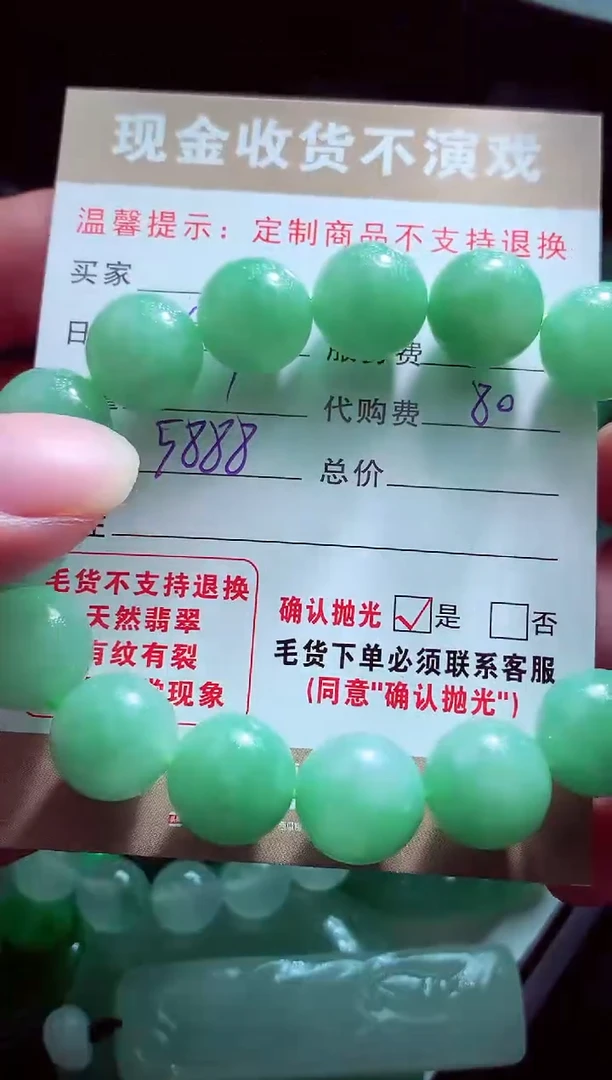 现金收货不演戏
温馨提示：定制商品不支持退换
买家
日
服务费
1
代购费 80
5888
总价
毛货不支持退换
天然翡翠
有纹有裂
现象
确认抛光 是 否
毛货下单必须联系客服
(同意"确认抛光")